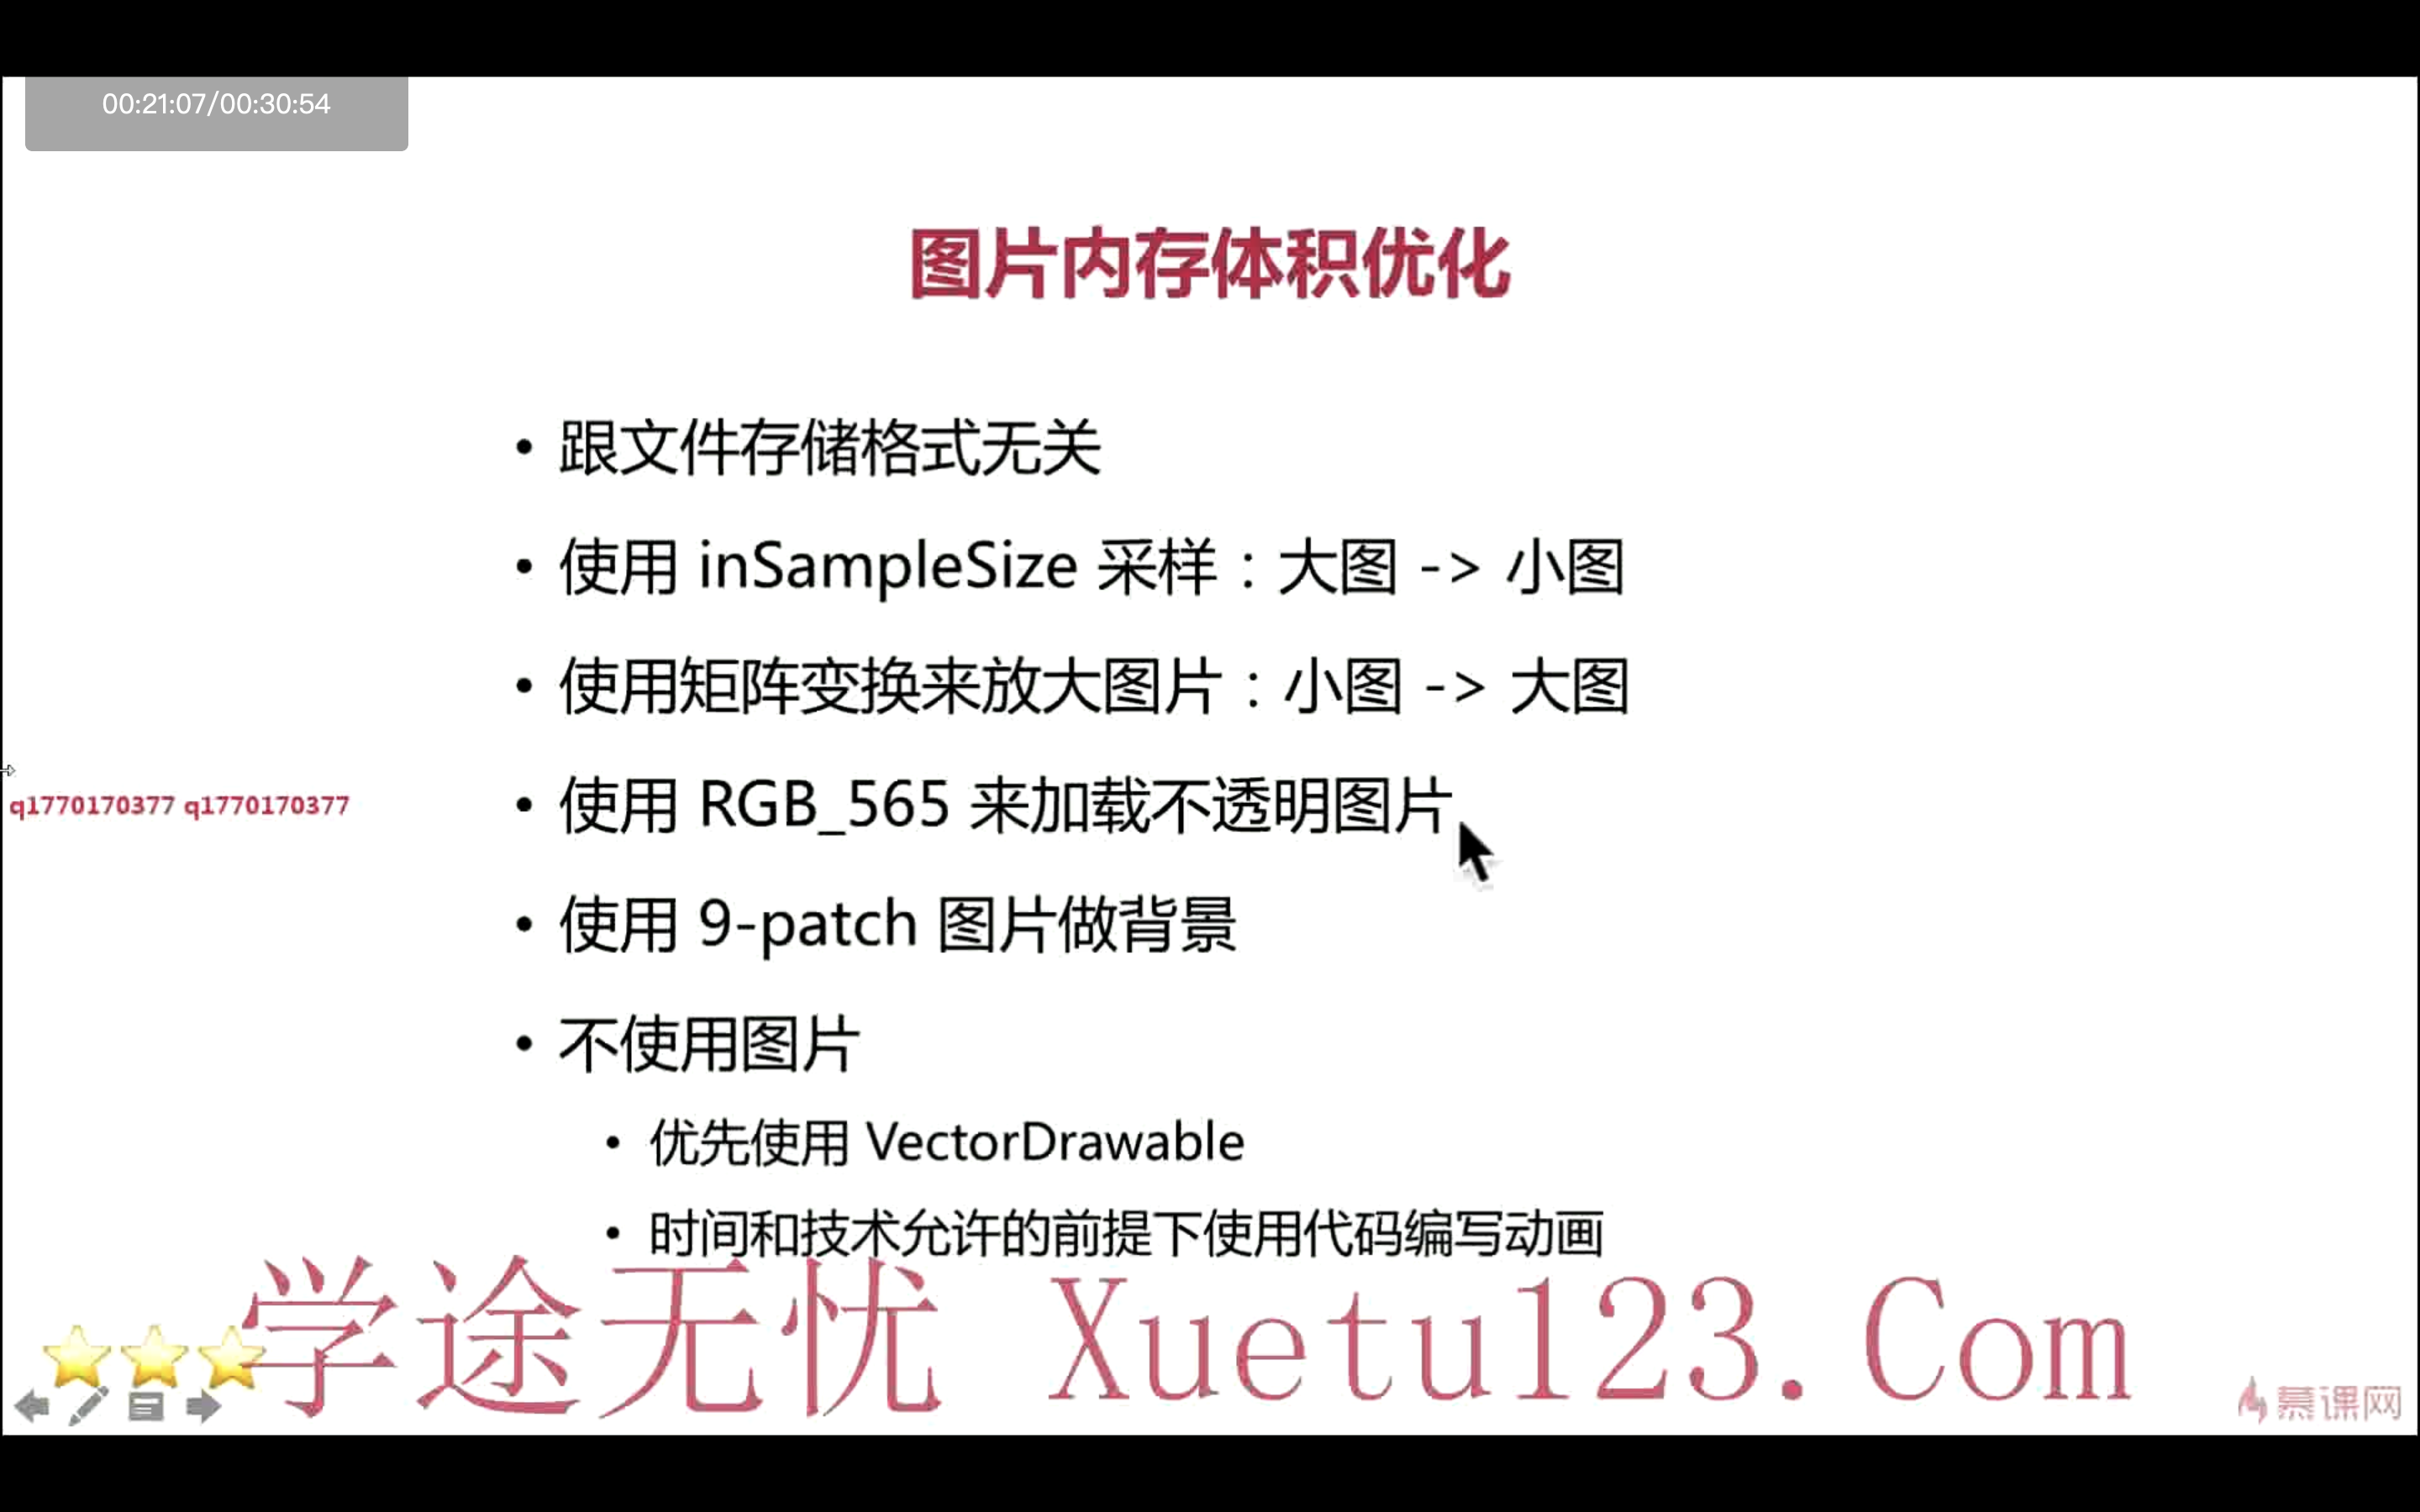 00:21:07/00:30:54
图片内存体积优化
• 跟文件存储格式无关
• 使用 inSampleSize 采样：大图 -> 小图
• 使用矩阵变换来放大图片：小图 -> 大图
• 使用 RGB_565 来加载不透明图片
q1770170377 q1770170377
• 使用 9-patch 图片做背景
• 不使用图片
• 优先使用 VectorDrawable
• 时间和技术允许的前提下使用代码编写动画
学途无忧 Xuetu123.Com
慕课网